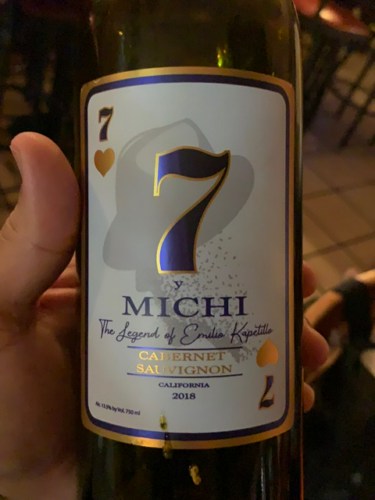 7
7
y
MICHI
The Legend of Emilio Kapetillo
CABERNET
SAUVIGNON
CALIFORNIA
2018
7